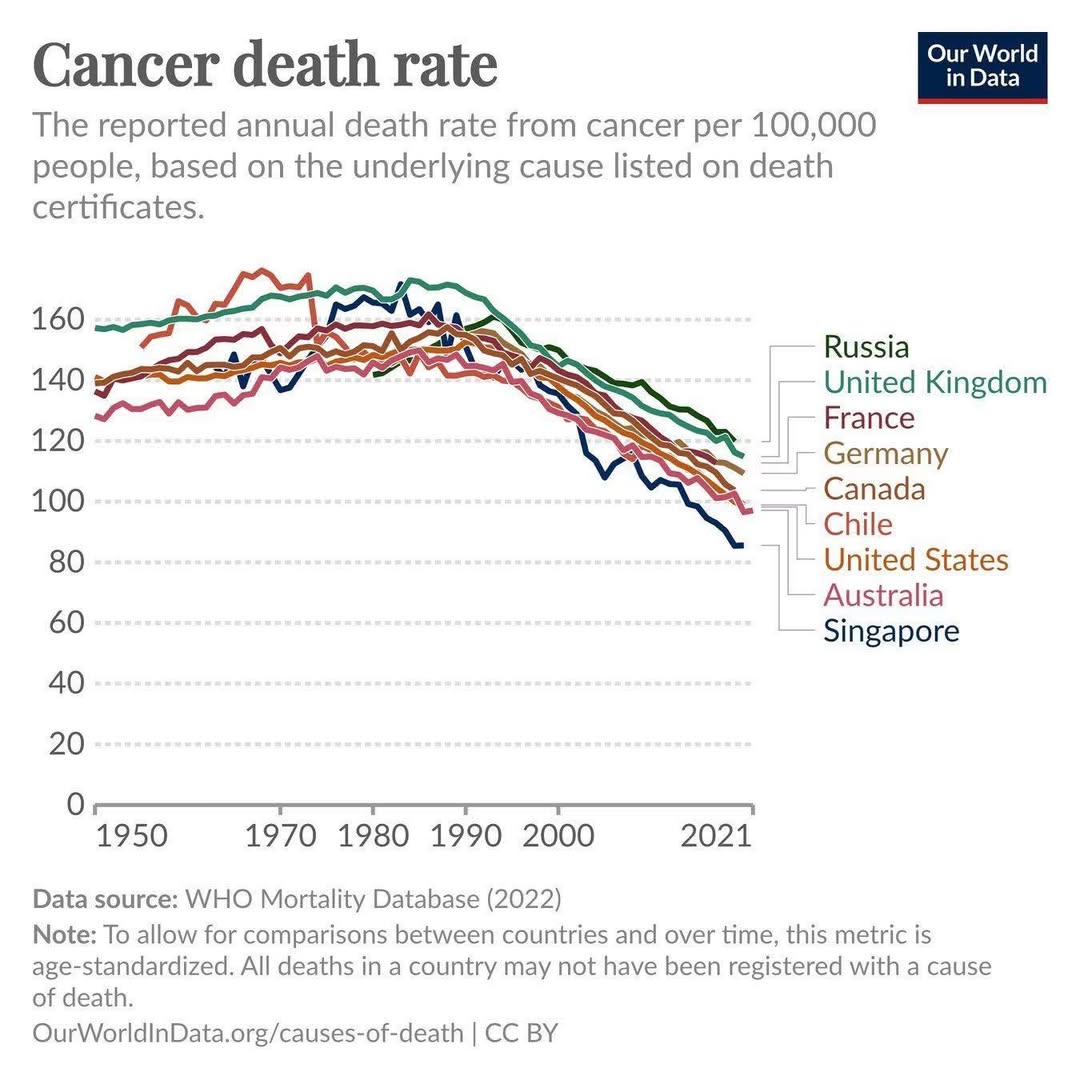 Cancer death rate
Our World
in Data
The reported annual death rate from cancer per 100,000
people, based on the underlying cause listed on death
certificates.
160
140
120
100
80
60
40
20
0
1950 1970 1980 1990 2000 2021
Russia
United Kingdom
France
Germany
Canada
Chile
United States
Australia
Singapore
Data source: WHO Mortality Database (2022)
Note: To allow for comparisons between countries and over time, this metric is
age-standardized. All deaths in a country may not have been registered with a cause
of death.
OurWorldInData.org/causes-of-death | CC BY